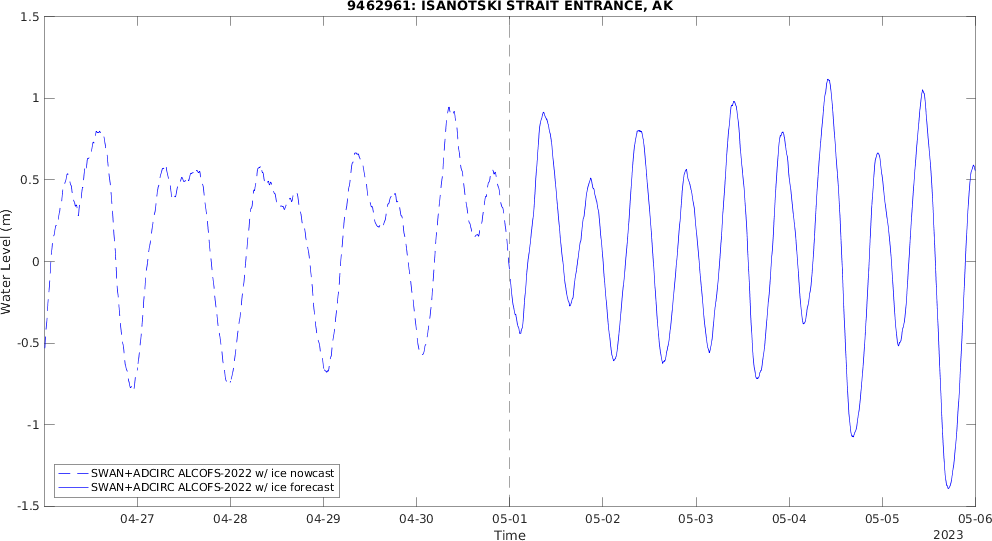 9462961: ISANOTSKI STRAIT ENTRANCE, AK
1.5
1
0.5
0
-0.5
-1
-1.5
Water Level (m)
SWAN+ADCIRC ALCOFS-2022 w/ ice nowcast
SWAN+ADCIRC ALCOFS-2022 w/ ice forecast
04-27 04-28 04-29 04-30 05-01 05-02 05-03 05-04 05-05 05-06
Time
2023